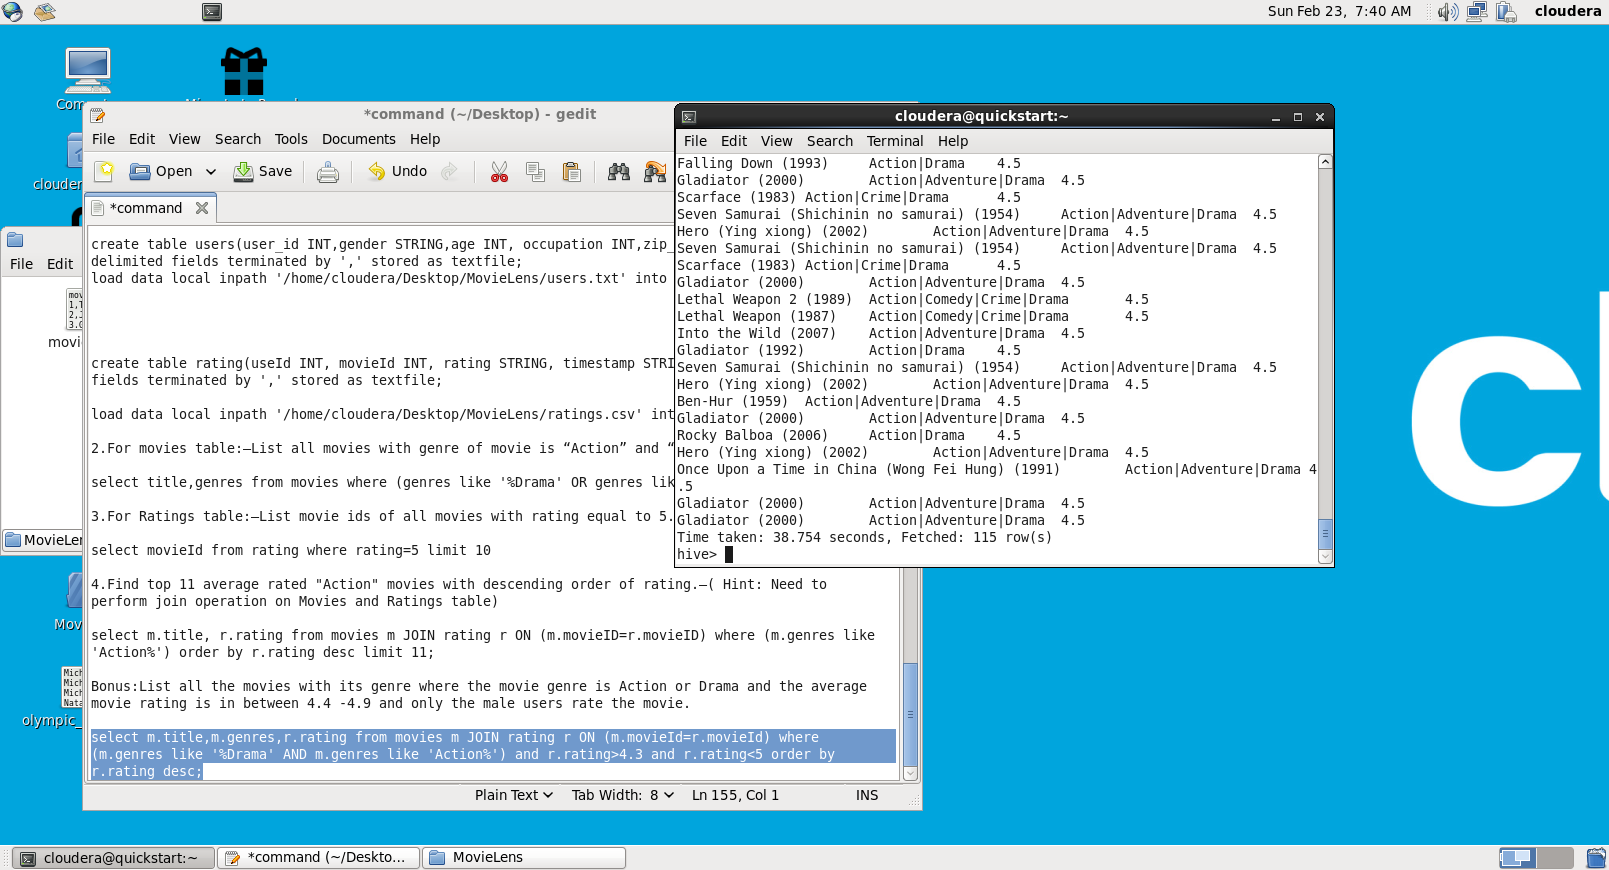 Sun Feb 23,  7:40 AM
cloudera
*command (~/Desktop) - gedit
File Edit View Search Tools Documents Help
Open Save Undo
*command
create table users(user_id INT,gender STRING,age INT, occupation INT,zip_
delimited fields terminated by ',' stored as textfile;
load data local inpath '/home/cloudera/Desktop/MovieLens/users.txt' into
create table rating(useId INT, movieId INT, rating STRING, timestamp STRI
fields terminated by ',' stored as textfile;
load data local inpath '/home/cloudera/Desktop/MovieLens/ratings.csv' int
2.For movies table:—List all movies with genre of movie is “Action” and “
select title,genres from movies where (genres like '%Drama' OR genres lik
3.For Ratings table:—List movie ids of all movies with rating equal to 5.
select movieId from rating where rating=5 limit 10
4.Find top 11 average rated "Action" movies with descending order of rating.—( Hint: Need to
perform join operation on Movies and Ratings table)
select m.title, r.rating from movies m JOIN rating r ON (m.movieID=r.movieID) where (m.genres like
'Action%') order by r.rating desc limit 11;
Bonus:List all the movies with its genre where the movie genre is Action or Drama and the average
movie rating is in between 4.4 -4.9 and only the male users rate the movie.
select m.title,m.genres,r.rating from movies m JOIN rating r ON (m.movieId=r.movieId) where
(m.genres like '%Drama' AND m.genres like 'Action%') and r.rating>4.3 and r.rating<5 order by
r.rating desc;
Plain Text Tab Width: 8 Ln 155, Col 1 INS
cloudera@quickstart:~
File Edit View Search Terminal Help
Falling Down (1993)     Action|Drama    4.5
Gladiator (2000)        Action|Adventure|Drama  4.5
Scarface (1983) Action|Crime|Drama      4.5
Seven Samurai (Shichinin no samurai) (1954)     Action|Adventure|Drama  4.5
Hero (Ying xiong) (2002)        Action|Adventure|Drama  4.5
Seven Samurai (Shichinin no samurai) (1954)     Action|Adventure|Drama  4.5
Scarface (1983) Action|Crime|Drama      4.5
Gladiator (2000)        Action|Adventure|Drama  4.5
Lethal Weapon 2 (1989)  Action|Comedy|Crime|Drama       4.5
Lethal Weapon (1987)    Action|Comedy|Crime|Drama       4.5
Into the Wild (2007)    Action|Adventure|Drama  4.5
Gladiator (1992)        Action|Drama    4.5
Seven Samurai (Shichinin no samurai) (1954)     Action|Adventure|Drama  4.5
Hero (Ying xiong) (2002)        Action|Adventure|Drama  4.5
Ben-Hur (1959)  Action|Adventure|Drama  4.5
Gladiator (2000)        Action|Adventure|Drama  4.5
Rocky Balboa (2006)     Action|Drama    4.5
Hero (Ying xiong) (2002)        Action|Adventure|Drama  4.5
Once Upon a Time in China (Wong Fei Hung) (1991)        Action|Adventure|Drama 4
.5
Gladiator (2000)        Action|Adventure|Drama  4.5
Gladiator (2000)        Action|Adventure|Drama  4.5
Time taken: 38.754 seconds, Fetched: 115 row(s)
hive>
File Edit
MovieLen
olympic_
cl
cloudera@quickstart:~
*command (~/Deskto...
MovieLens